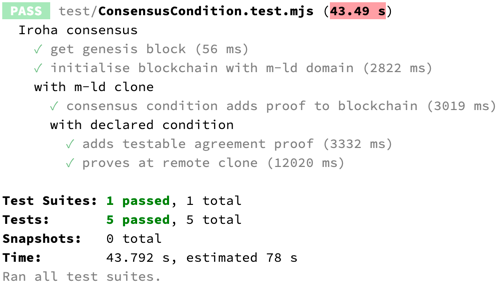 PASS test/ConsensusCondition.test.mjs (43.49 s)
Iroha consensus
✓ get genesis block (56 ms)
✓ initialise blockchain with m-ld domain (2822 ms)
with m-ld clone
✓ consensus condition adds proof to blockchain (3019 ms)
with declared condition
✓ adds testable agreement proof (3332 ms)
✓ proves at remote clone (12020 ms)
Test Suites: 1 passed, 1 total
Tests: 5 passed, 5 total
Snapshots: 0 total
Time: 43.792 s, estimated 78 s
Ran all test suites.